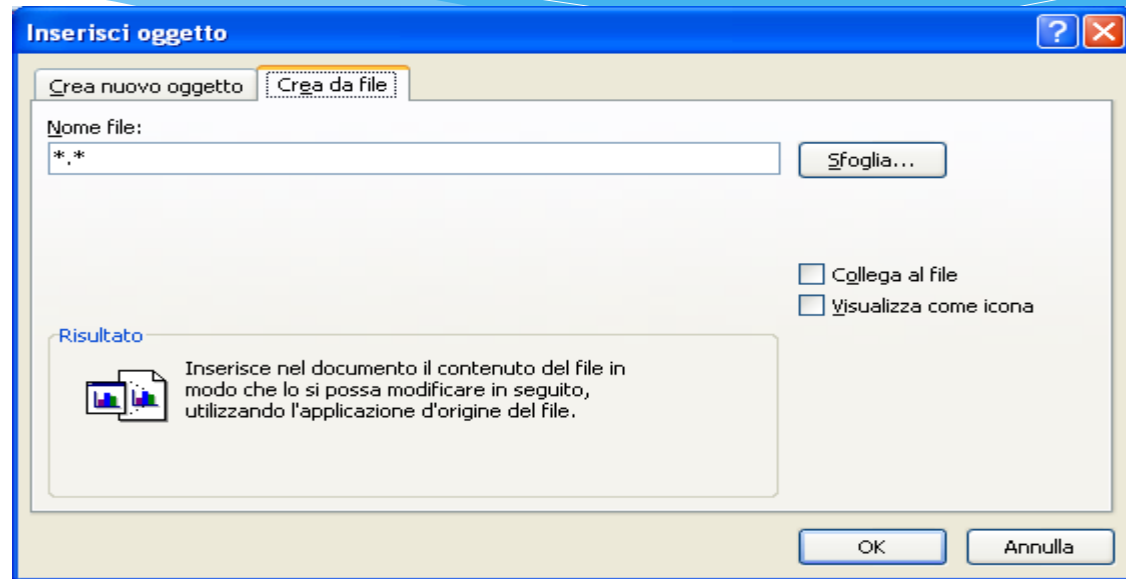 Inserisci oggetto
Crea nuovo oggetto
Crea da file
Nome file:
*.*
Sfoglia...
Collega al file
Visualizza come icona
Risultato
Inserisce nel documento il contenuto del file in
modo che lo si possa modificare in seguito,
utilizzando l'applicazione d'origine del file.
OK
Annulla